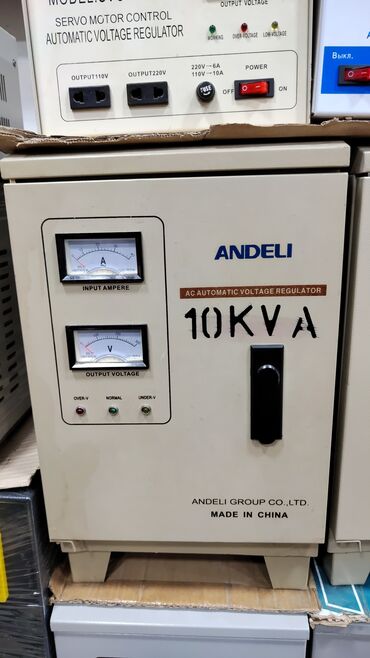 OUTPUT VOLTAGE
SERVO MOTOR CONTROL
AUTOMATIC VOLTAGE REGULATOR
WORKING OVER-VOLTAGE LOW-VOLTAGE
OUTPUT110V OUTPUT220V
220V→6A
110V→10A
POWER
FUSE
OFF ON
Выкл.
A
INPUT AMPERE
V
OUTPUT VOLTAGE
OVER-V NORMAL UNDER-V
ANDELI
AC AUTOMATIC VOLTAGE REGULATOR
10KVA
ANDELI GROUP CO.,LTD.
MADE IN CHINA